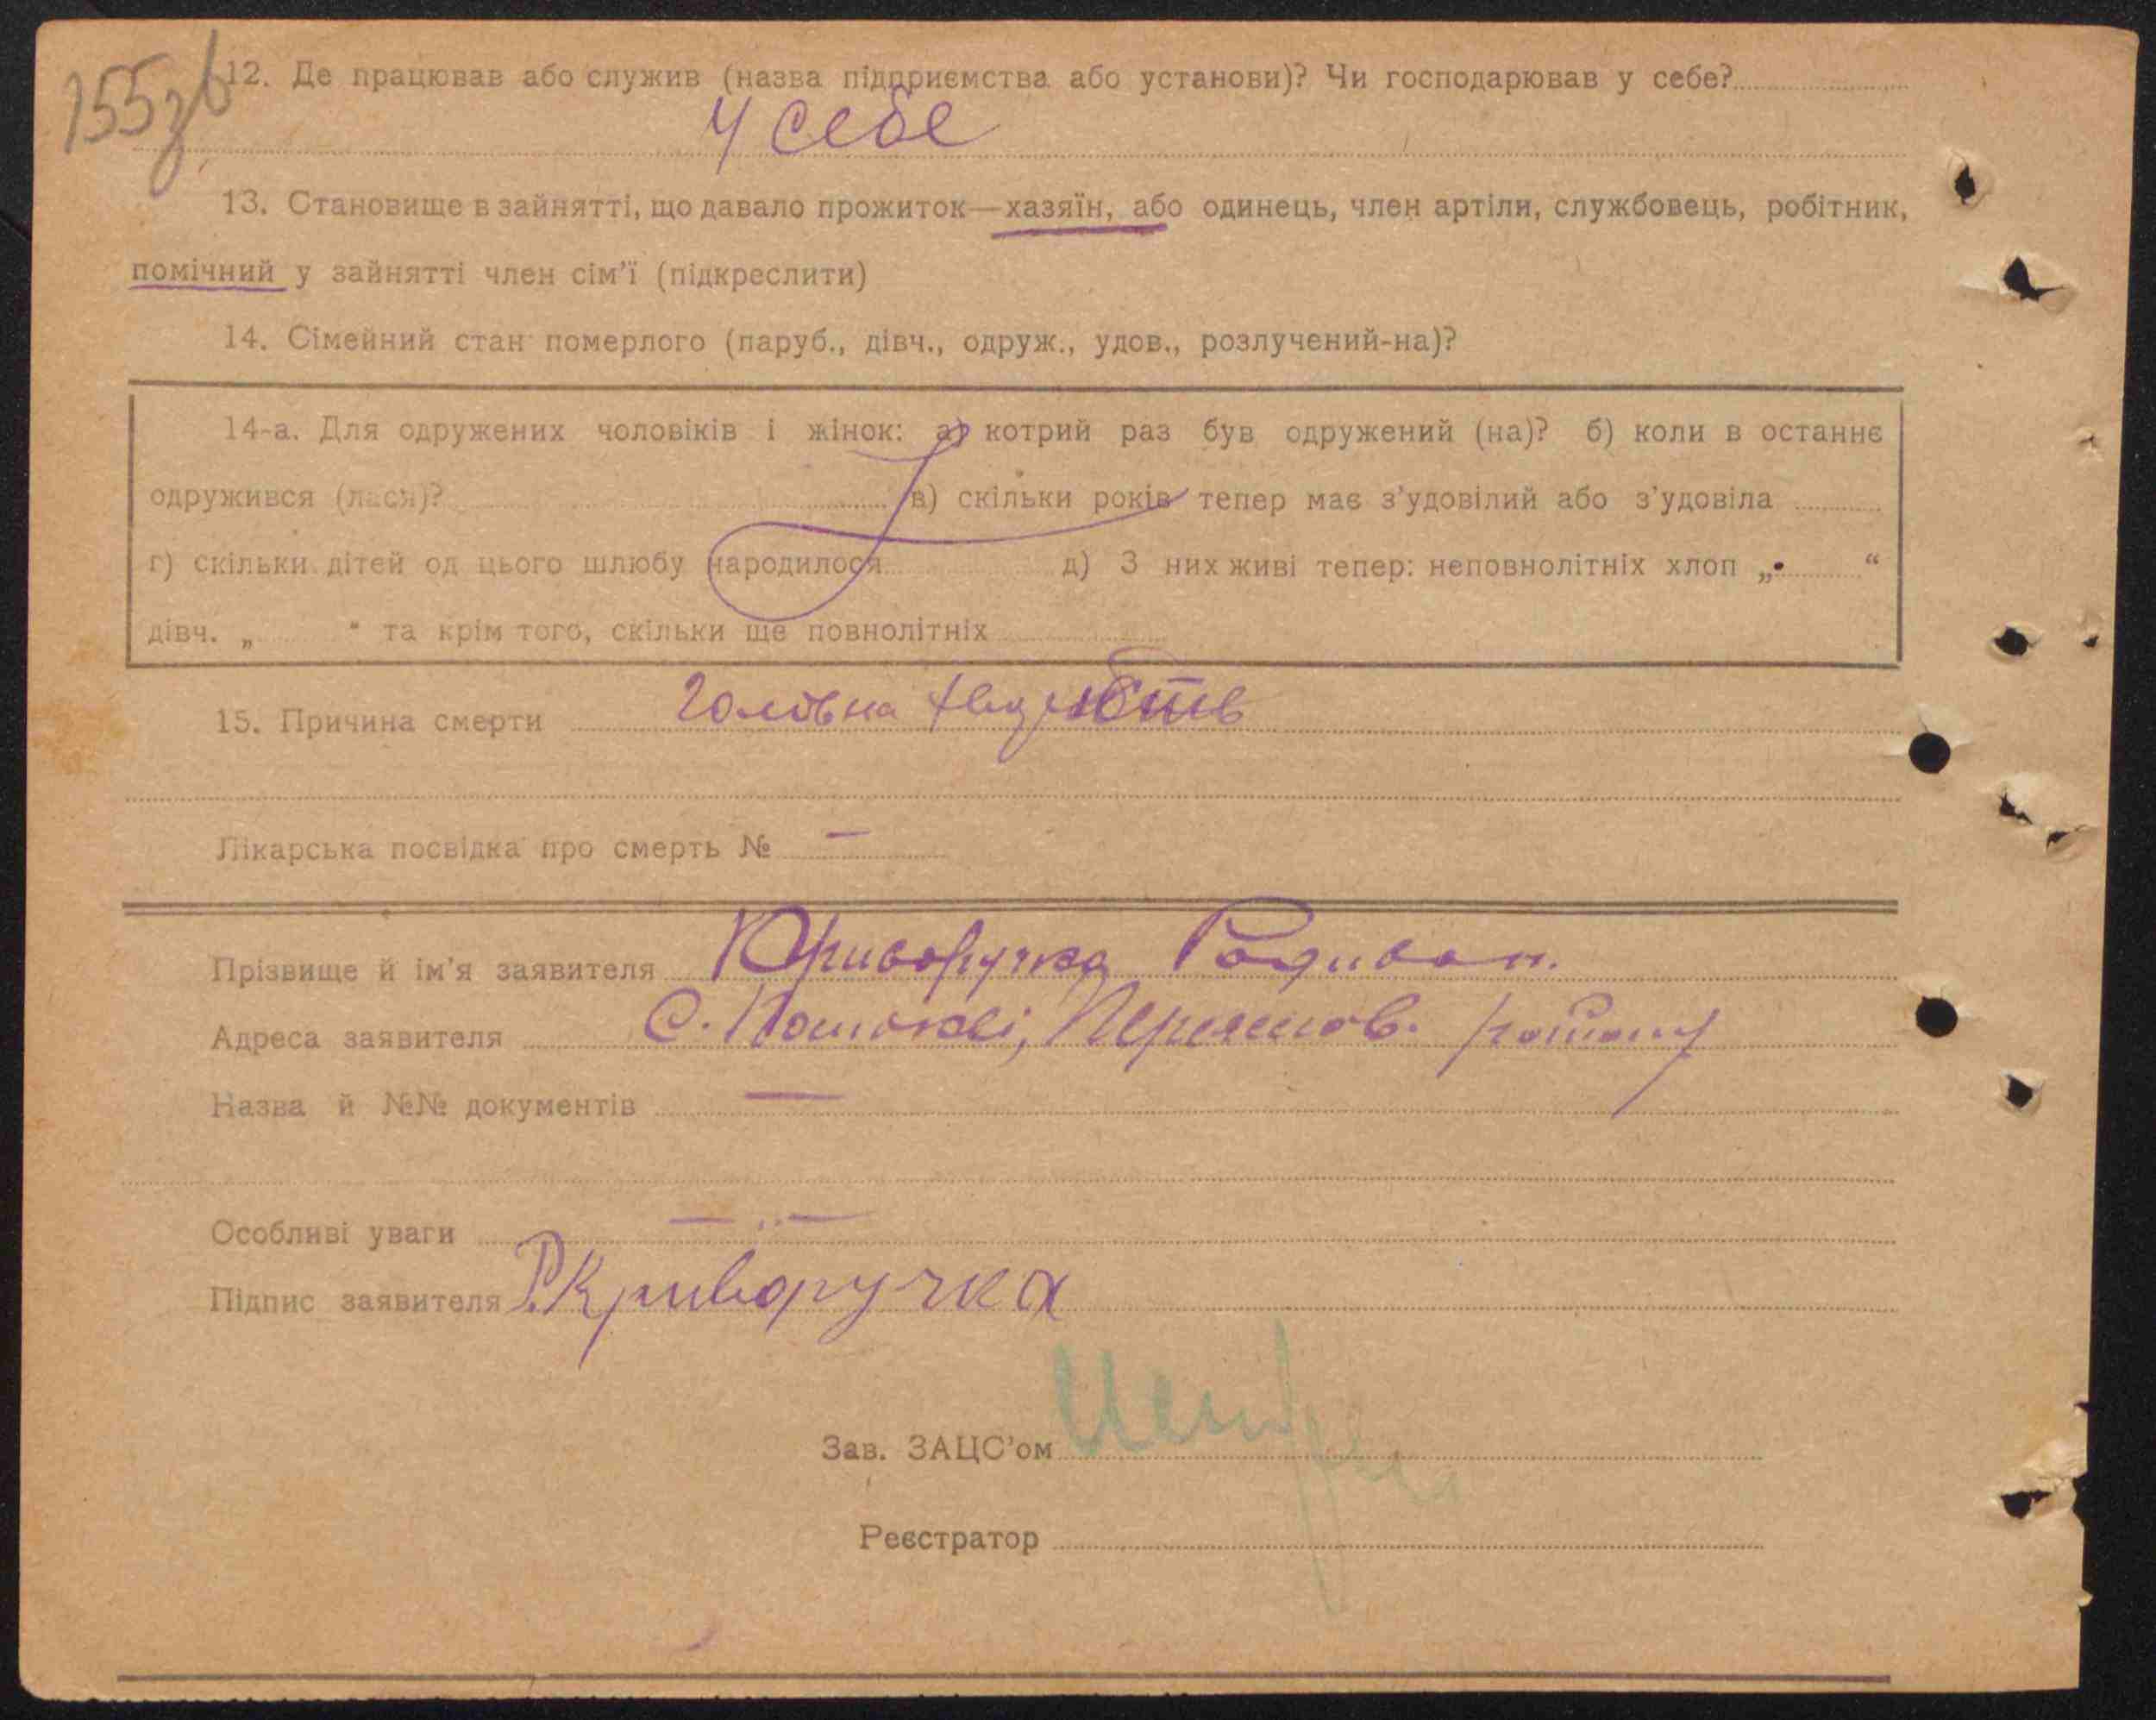 155зв
12. Де працював або служив (назва підприємства або установи)? Чи господарював у себе?
У себе
13. Становище в зайнятті, що давало прожиток—хазяїн, або одинець, член артіли, службовець, робітник,
помічний у зайнятті член сім'ї (підкреслити)
14. Сімейний стан померлого (паруб., дівч., одруж., удов., розлучений-на)?
14-а. Для одружених чоловіків і жінок: а) котрий раз був одружений (на)? б) коли в останнє
одружився (лася)? в) скільки років тепер має з'удовілий або з'удовіла
г) скільки дітей од цього шлюбу народилося д) З них живі тепер: неповнолітніх хлоп „ “
дівч. „ “ та крім того, скільки ще повнолітніх
15. Причина смерти Головна
Лікарська посвідка про смерть № —
Прізвище й ім'я заявителя Криворучка Родивон.
Адреса заявителя С. району
Назва й №№ документів —
Особливі уваги — " —
Підпис заявителя Р. Криворучка
Зав. ЗАЦС'ом
Реєстратор